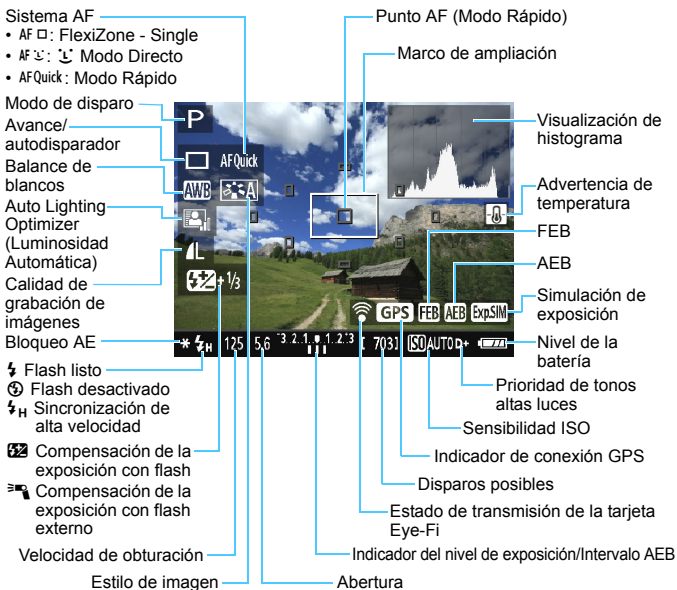 Sistema AF
• AF □: FlexiZone - Single
• AF: Modo Directo
• AFQuick: Modo Rápido
Modo de disparo
Avance/
autodisparador
Balance de
blancos
Auto Lighting
Optimizer
(Luminosidad
Automática)
Calidad de
grabación de
imágenes
Bloqueo AE
Flash listo
Flash desactivado
H Sincronización de
alta velocidad
Compensación de la
exposición con flash
Compensación de la
exposición con flash
externo
Velocidad de obturación
Estilo de imagen
Punto AF (Modo Rápido)
Marco de ampliación
P
AFQuick
AWB
A
L
+1/3
GPS FEB AEB Exp.SIM
* H 125 5.6 -3..2..1..▼..1..2.:3 [ 703] ISO AUTO D+
Visualización de
histograma
Advertencia de
temperatura
FEB
AEB
Simulación de
exposición
Nivel de la
batería
Prioridad de tonos
altas luces
Sensibilidad ISO
Indicador de conexión GPS
Disparos posibles
Estado de transmisión de la tarjeta
Eye-Fi
Indicador del nivel de exposición/Intervalo AEB
Abertura